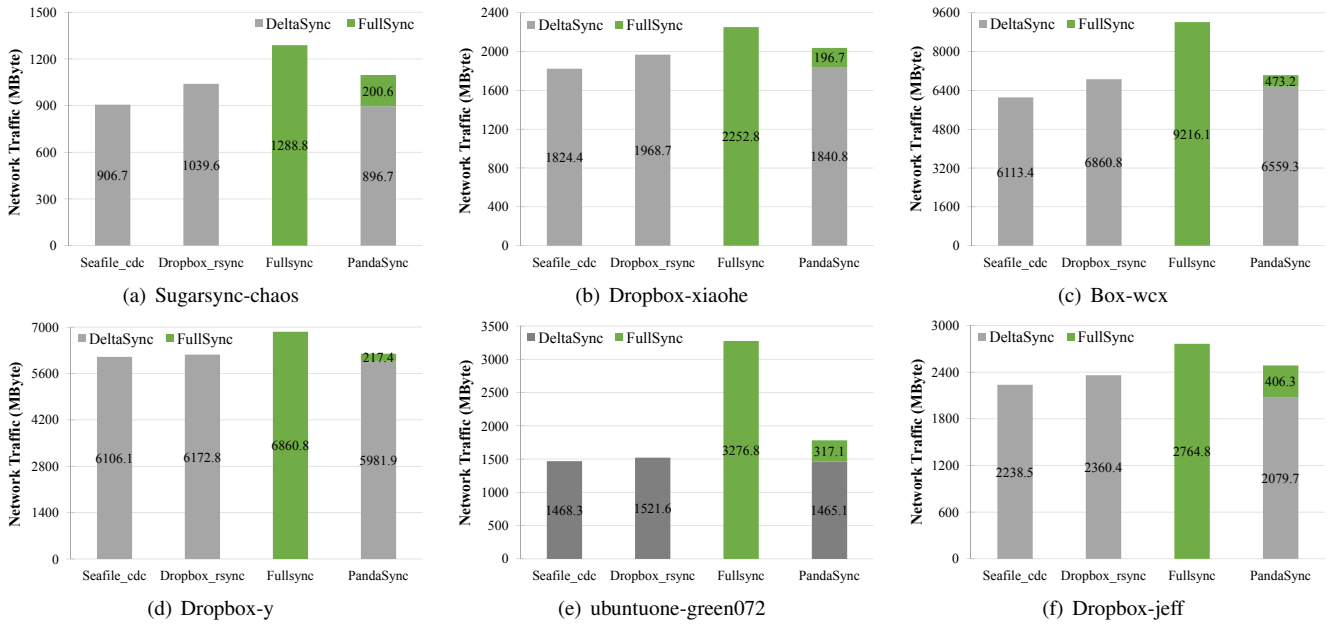 1500
1200
900
600
300
0
Network Traffic (MByte)
DeltaSync FullSync
906.7
1039.6
1288.8
200.6
896.7
Seafile_cdc Dropbox_rsync Fullsync PandaSync
(a) Sugarsync-chaos
2400
2000
1600
1200
800
400
0
Network Traffic (MByte)
DeltaSync FullSync
1824.4
1968.7
2252.8
196.7
1840.8
Seafile_cdc Dropbox_rsync Fullsync PandaSync
(b) Dropbox-xiaohe
9600
8000
6400
4800
3200
1600
0
Network Traffic (MByte)
DeltaSync FullSync
6113.4
6860.8
9216.1
473.2
6559.3
Seafile_cdc Dropbox_rsync Fullsync PandaSync
(c) Box-wcx
7000
5600
4200
2800
1400
0
Network Traffic (MByte)
DeltaSync FullSync
6106.1
6172.8
6860.8
217.4
5981.9
Seafile_cdc Dropbox_rsync Fullsync PandaSync
(d) Dropbox-y
3500
3000
2500
2000
1500
1000
500
0
Network Traffic (MByte)
DeltaSync FullSync
1468.3
1521.6
3276.8
317.1
1465.1
Seafile_cdc Dropbox_rsync Fullsync PandaSync
(e) ubuntuone-green072
3000
2400
1800
1200
600
0
Network Traffic (MByte)
DeltaSync FullSync
2238.5
2360.4
2764.8
406.3
2079.7
Seafile_cdc Dropbox_rsync Fullsync PandaSync
(f) Dropbox-jeff